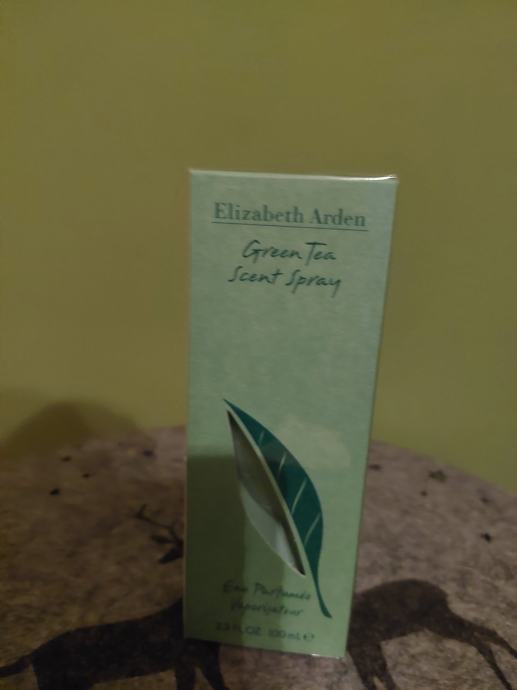 Elizabeth Arden
Green Tea
Scent Spray
Eau Parfumée
Vaporisateur
3.3 FL.OZ. 100 mL ℮